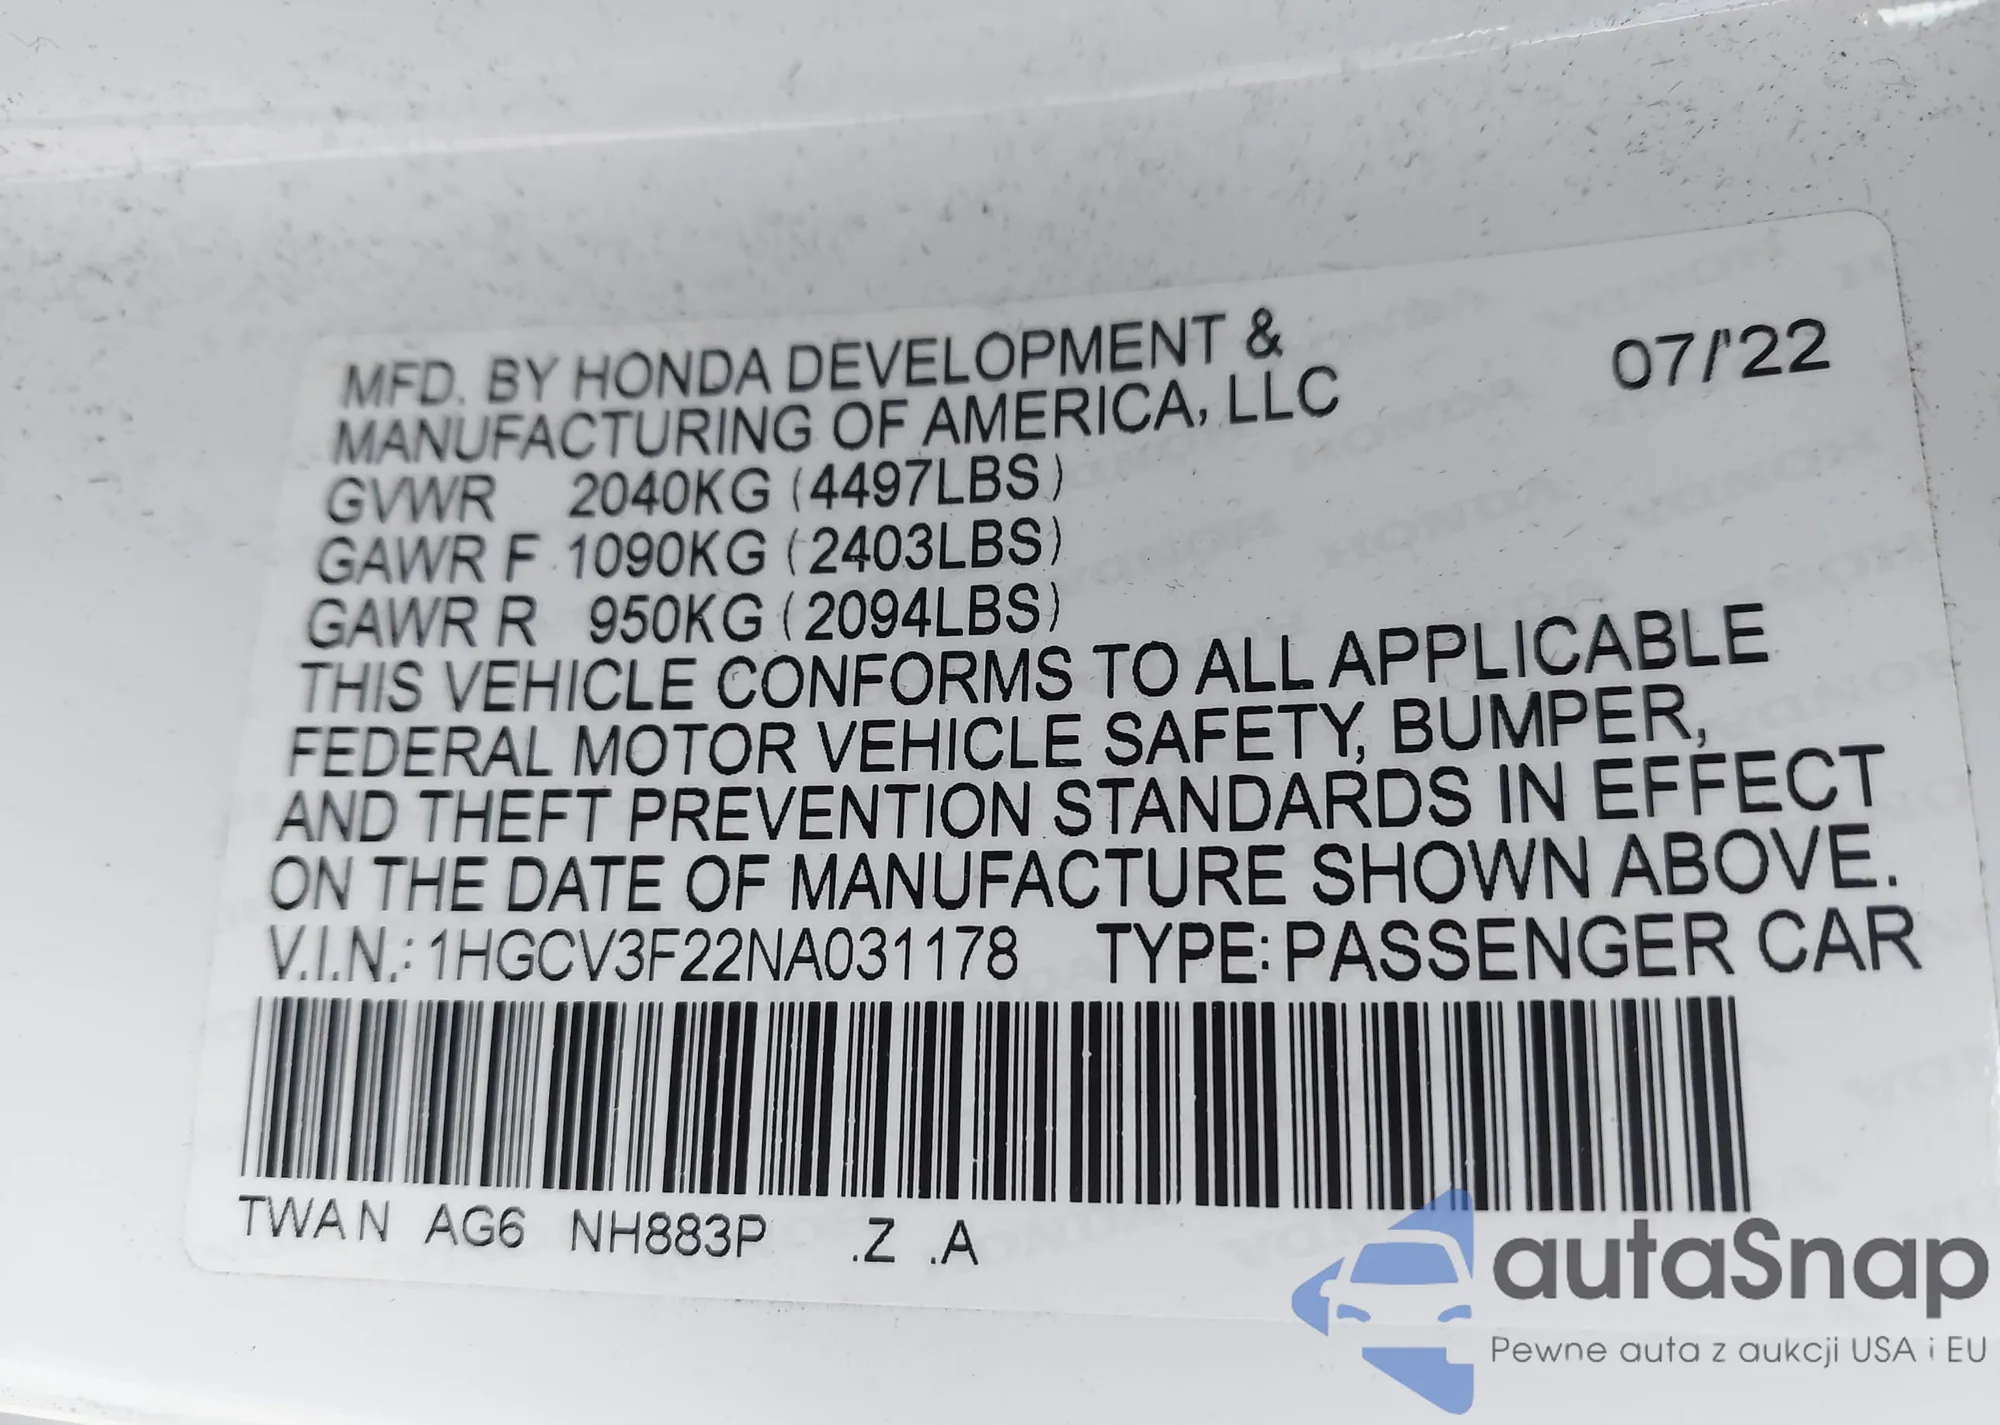 MFD. BY HONDA DEVELOPMENT &
MANUFACTURING OF AMERICA, LLC
07/'22
GVWR 2040KG (4497LBS)
GAWR F 1090KG (2403LBS)
GAWR R 950KG (2094LBS)
THIS VEHICLE CONFORMS TO ALL APPLICABLE
FEDERAL MOTOR VEHICLE SAFETY, BUMPER,
AND THEFT PREVENTION STANDARDS IN EFFECT
ON THE DATE OF MANUFACTURE SHOWN ABOVE.
V.I.N.: 1HGCV3F22NA031178 TYPE: PASSENGER CAR
TWAN AG6 NH883P .Z .A
autaSnap
Pewne auta z aukcji USA i EU